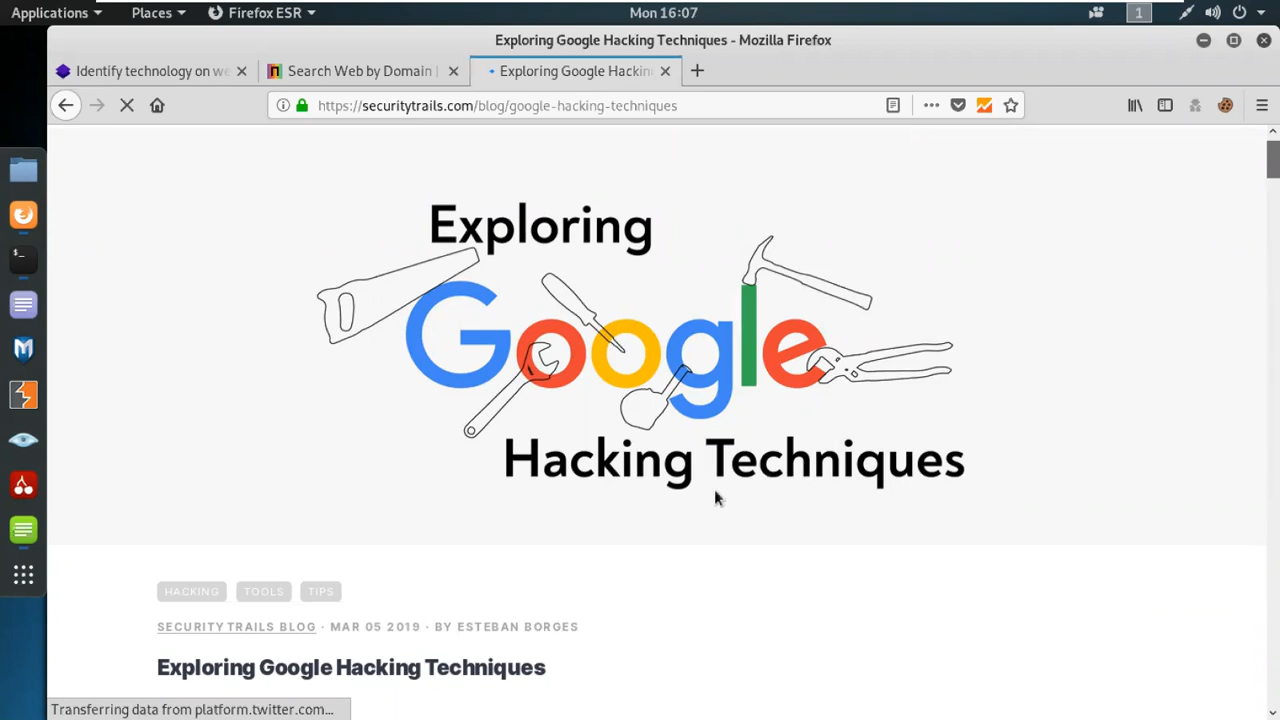 Applications Places Firefox ESR Mon 16:07 1
Exploring Google Hacking Techniques - Mozilla Firefox
Identify technology on we Search Web by Domain | Exploring Google Hackin
https://securitytrails.com/blog/google-hacking-techniques
Exploring
Google
Hacking Techniques
HACKING TOOLS TIPS
SECURITYTRAILS BLOG · MAR 05 2019 · BY ESTEBAN BORGES
Exploring Google Hacking Techniques
Transferring data from platform.twitter.com...